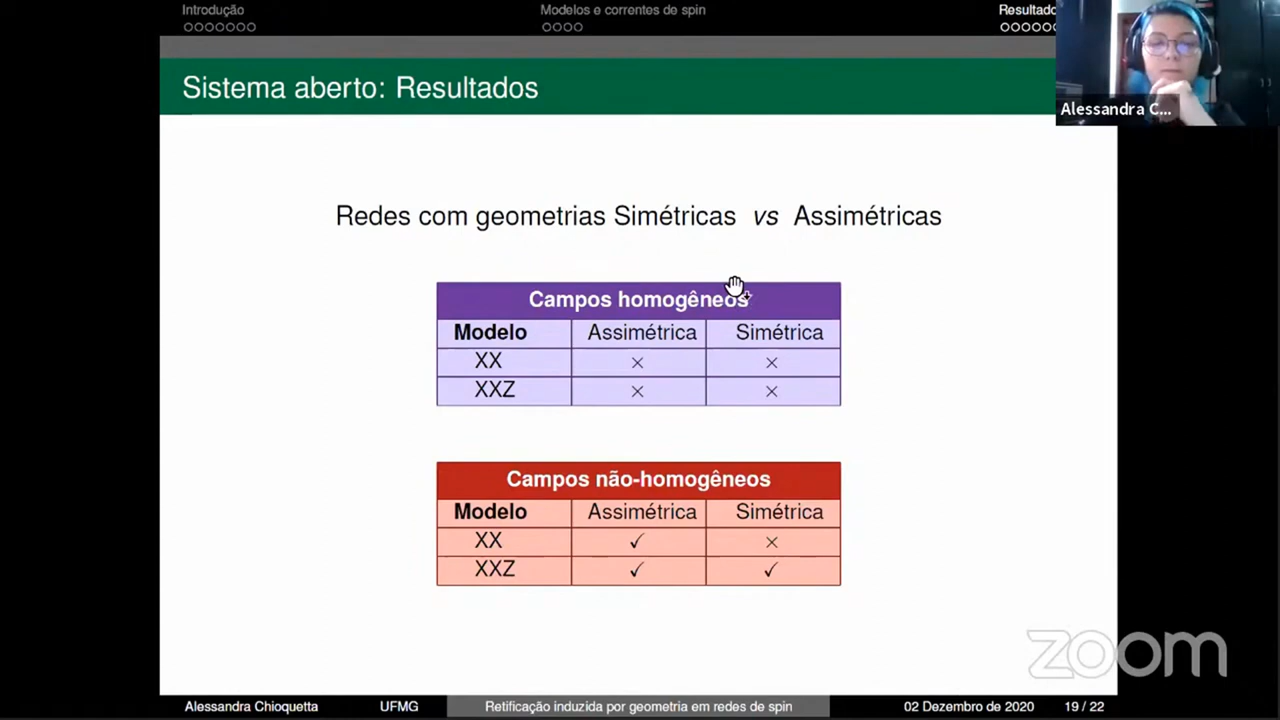 Introdução
Modelos e correntes de spin
Resultado
Alessandra C...
Sistema aberto: Resultados
Redes com geometrias Simétricas vs Assimétricas
Campos homogêneos
Modelo Assimétrica Simétrica
XX × ×
XXZ × ×
Campos não-homogêneos
Modelo Assimétrica Simétrica
XX ✓ ×
XXZ ✓ ✓
zoom
Alessandra Chioquetta UFMG Retificação induzida por geometria em redes de spin 02 Dezembro de 2020 19 / 22